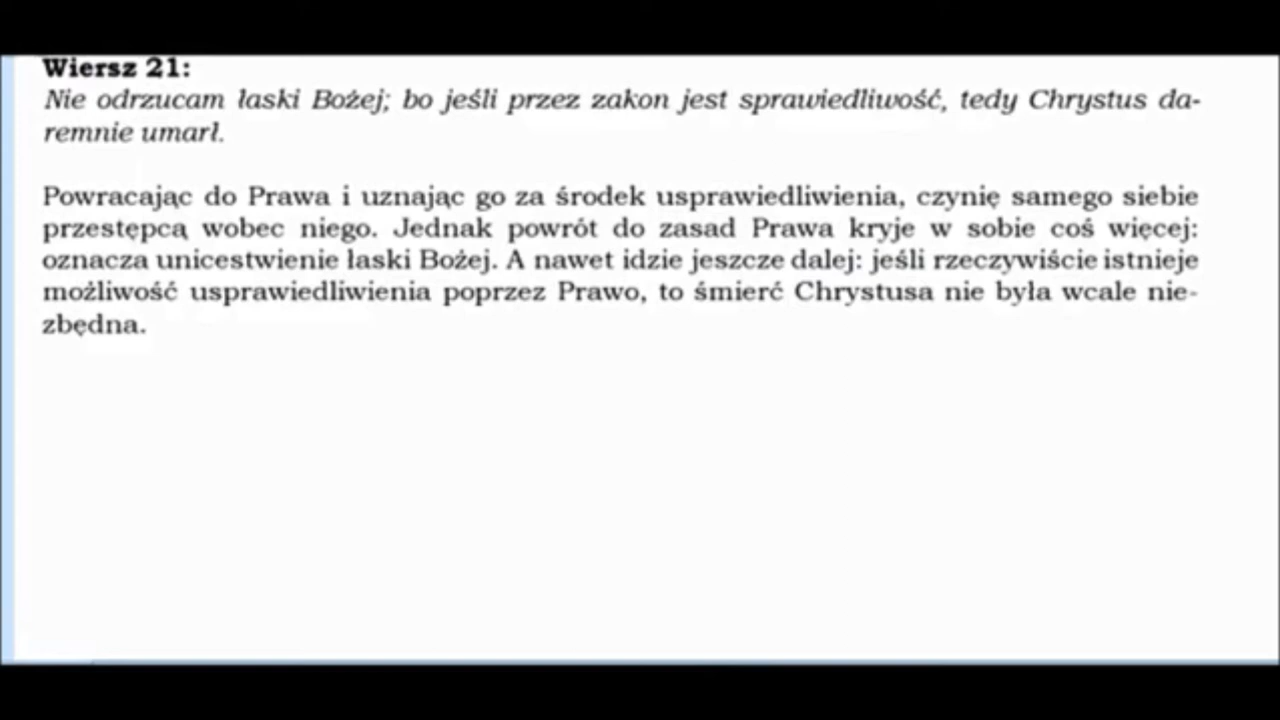 Wiersz 21:
Nie odrzucam łaski Bożej; bo jeśli przez zakon jest sprawiedliwość, tedy Chrystus da-
remnie umarł.
Powracając do Prawa i uznając go za środek usprawiedliwienia, czynię samego siebie
przestępcą wobec niego. Jednak powrót do zasad Prawa kryje w sobie coś więcej:
oznacza unicestwienie łaski Bożej. A nawet idzie jeszcze dalej: jeśli rzeczywiście istnieje
możliwość usprawiedliwienia poprzez Prawo, to śmierć Chrystusa nie była wcale nie-
zbędna.